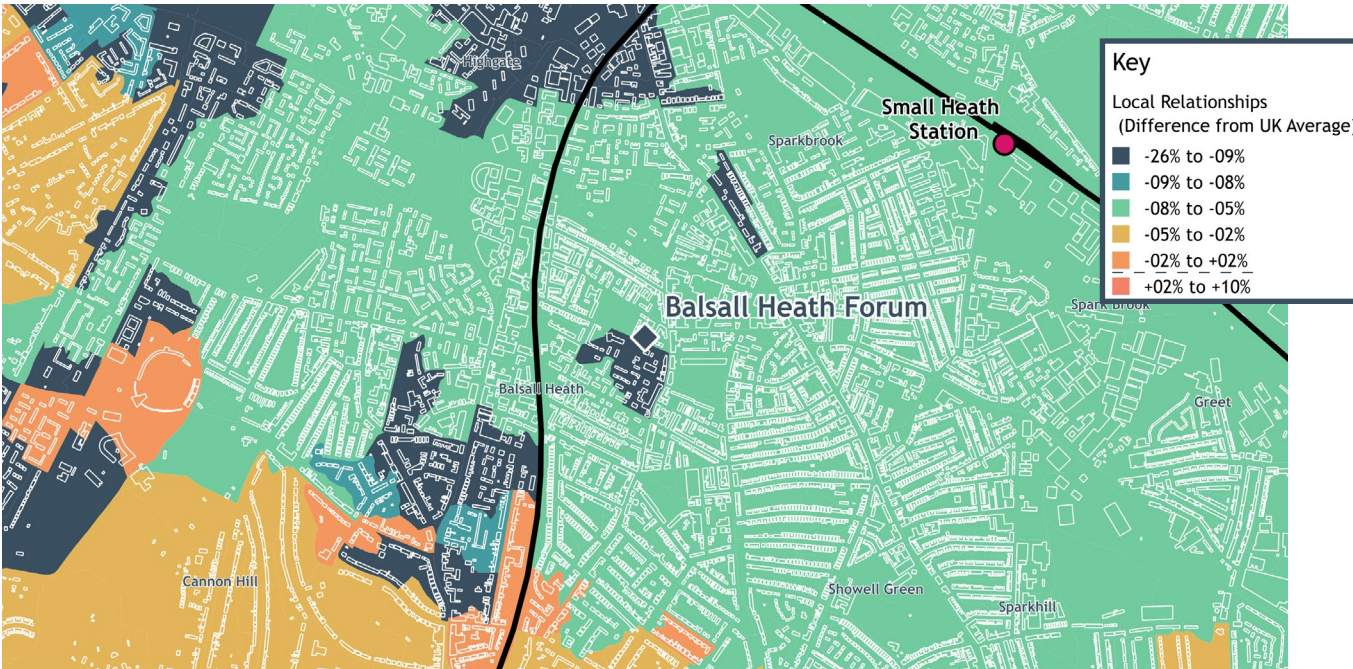 Highgate
Small Heath
Station
Sparkbrook
Key
Local Relationships
(Difference from UK Average)
-26% to -09%
-09% to -08%
-08% to -05%
-05% to -02%
-02% to +02%
+02% to +10%
Spark Brook
Balsall Heath Forum
Balsall Heath
Greet
Cannon Hill
Showell Green
Sparkhill